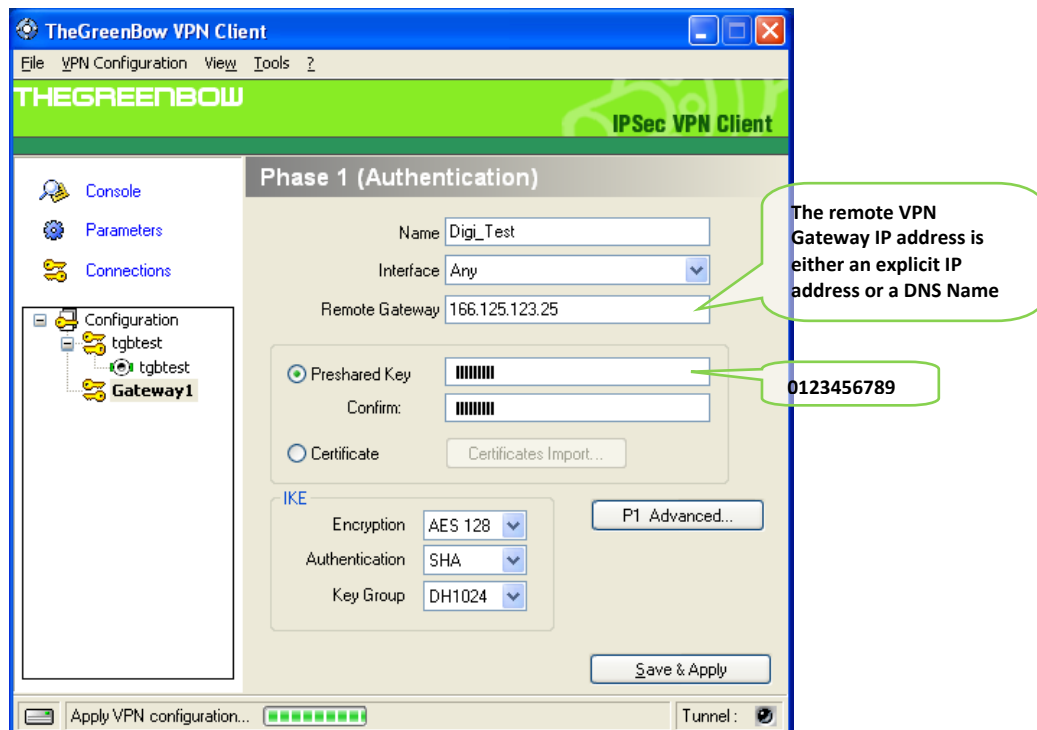 TheGreenBow VPN Client
File VPN Configuration View Tools ?
THEGREENBOW
IPSec VPN Client
Console
Parameters
Connections
Configuration
tgbtest
tgbtest
Gateway1
Phase 1 (Authentication)
Name Digi_Test
Interface Any
Remote Gateway 166.125.123.25
Preshared Key
Confirm:
Certificate Certificates Import...
IKE
Encryption AES 128
Authentication SHA
Key Group DH1024
P1 Advanced...
Save & Apply
Apply VPN configuration...
Tunnel :
The remote VPN
Gateway IP address is
either an explicit IP
address or a DNS Name
0123456789